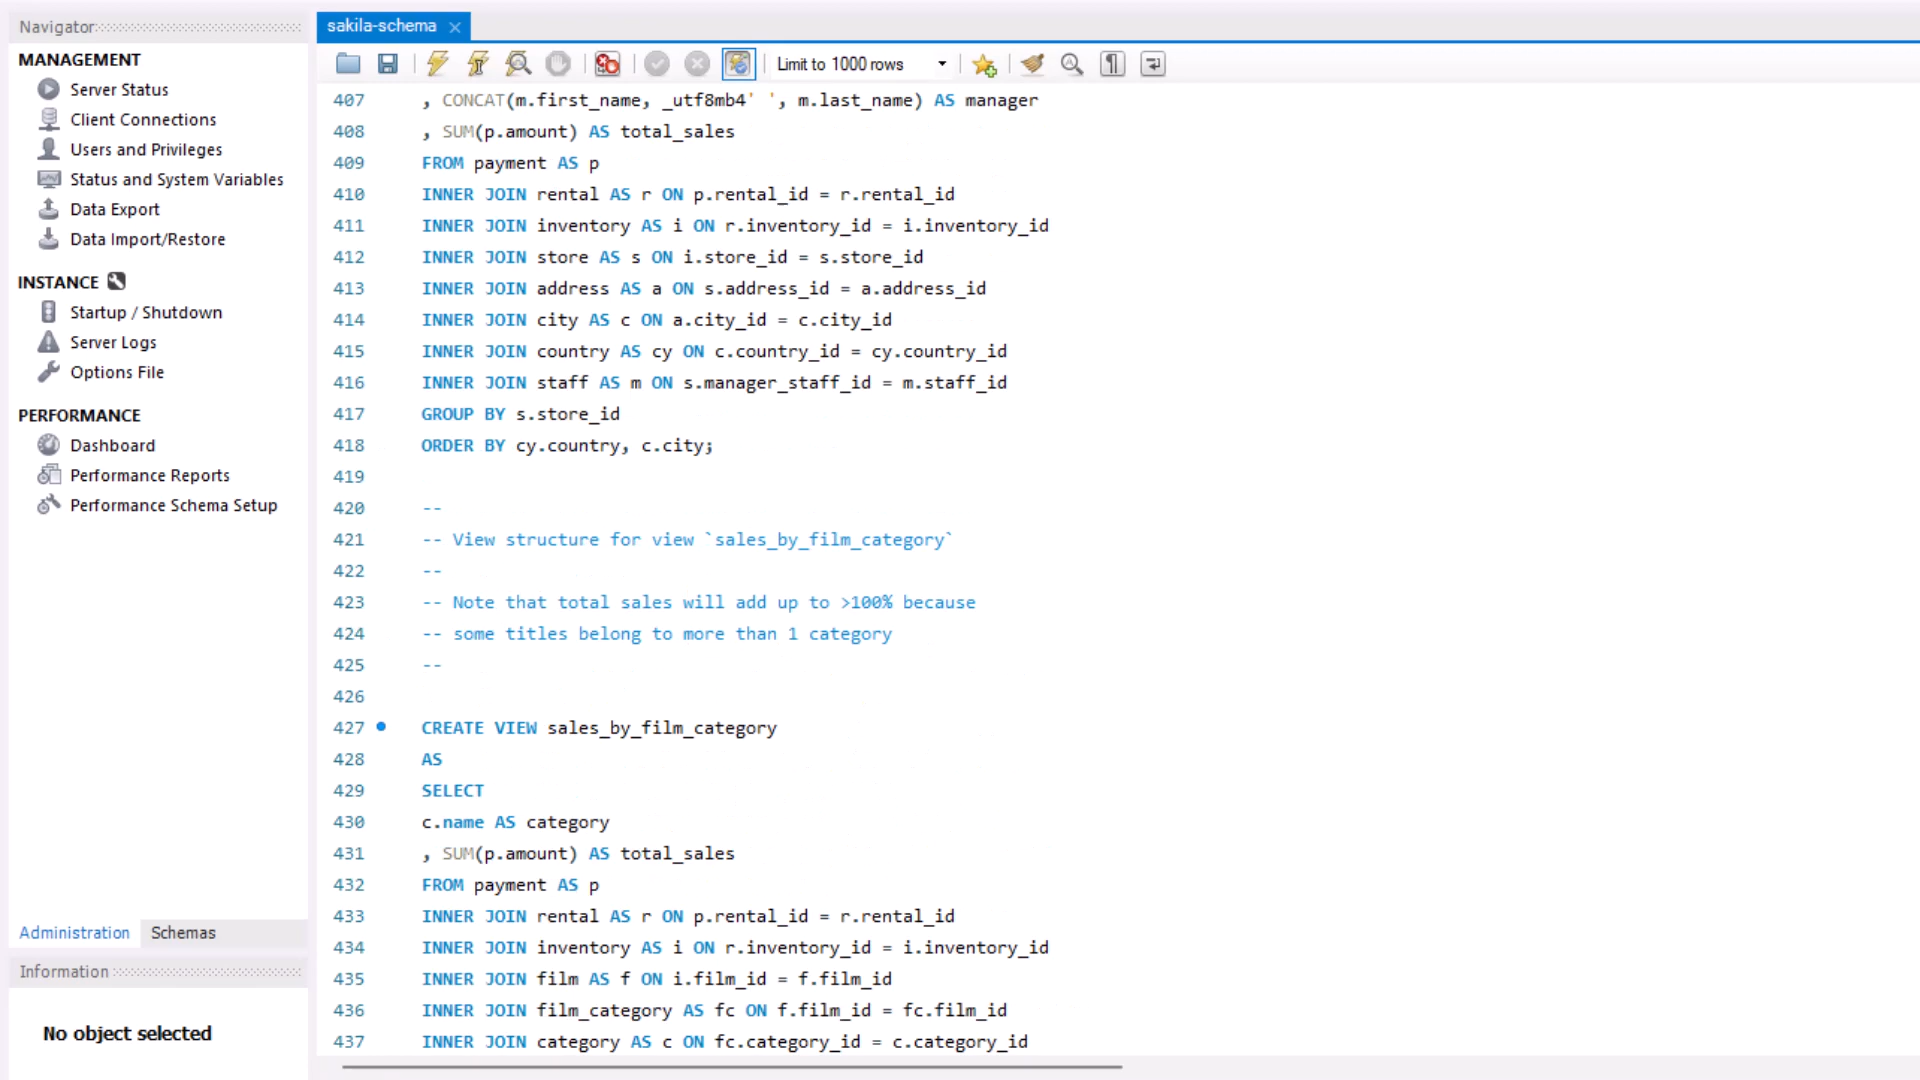 Navigator
MANAGEMENT
Server Status
Client Connections
Users and Privileges
Status and System Variables
Data Export
Data Import/Restore
INSTANCE
Startup / Shutdown
Server Logs
Options File
PERFORMANCE
Dashboard
Performance Reports
Performance Schema Setup
Administration
Schemas
Information
No object selected
sakila-schema
Limit to 1000 rows
407 , CONCAT(m.first_name, _utf8mb4' ', m.last_name) AS manager
408 , SUM(p.amount) AS total_sales
409 FROM payment AS p
410 INNER JOIN rental AS r ON p.rental_id = r.rental_id
411 INNER JOIN inventory AS i ON r.inventory_id = i.inventory_id
412 INNER JOIN store AS s ON i.store_id = s.store_id
413 INNER JOIN address AS a ON s.address_id = a.address_id
414 INNER JOIN city AS c ON a.city_id = c.city_id
415 INNER JOIN country AS cy ON c.country_id = cy.country_id
416 INNER JOIN staff AS m ON s.manager_staff_id = m.staff_id
417 GROUP BY s.store_id
418 ORDER BY cy.country, c.city;
419
420 --
421 -- View structure for view `sales_by_film_category`
422 --
423 -- Note that total sales will add up to >100% because
424 -- some titles belong to more than 1 category
425 --
426
427 CREATE VIEW sales_by_film_category
428 AS
429 SELECT
430 c.name AS category
431 , SUM(p.amount) AS total_sales
432 FROM payment AS p
433 INNER JOIN rental AS r ON p.rental_id = r.rental_id
434 INNER JOIN inventory AS i ON r.inventory_id = i.inventory_id
435 INNER JOIN film AS f ON i.film_id = f.film_id
436 INNER JOIN film_category AS fc ON f.film_id = fc.film_id
437 INNER JOIN category AS c ON fc.category_id = c.category_id